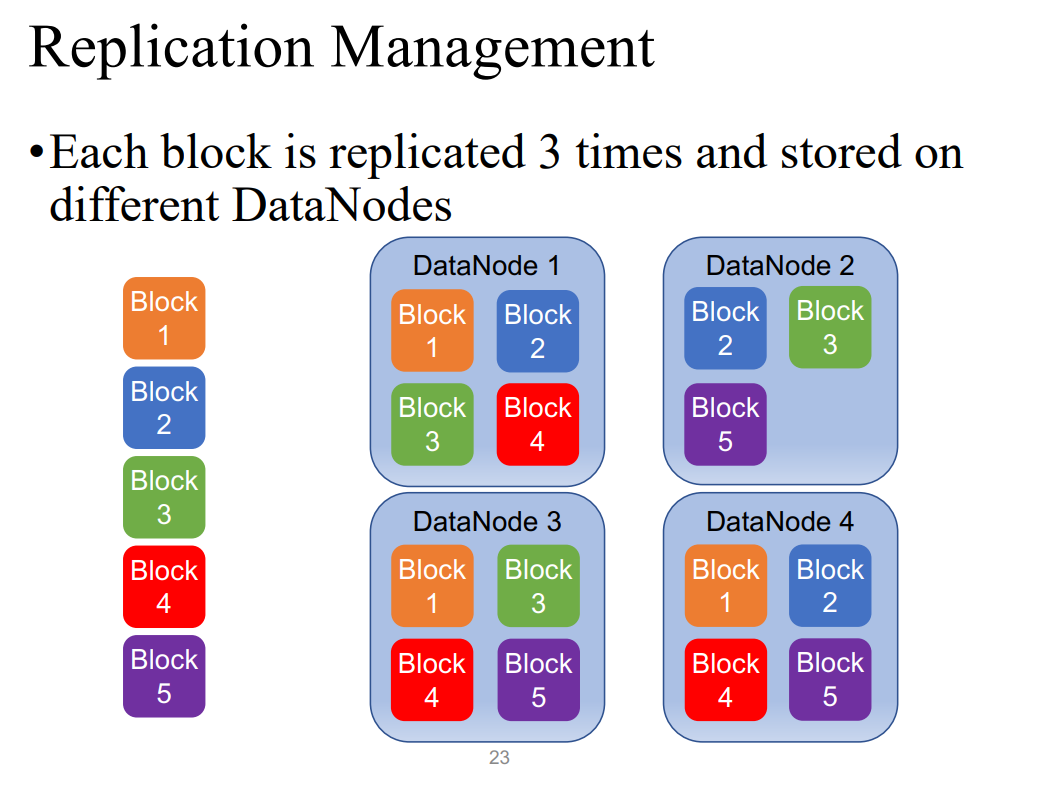 Replication Management
•Each block is replicated 3 times and stored on
different DataNodes
Block
1
Block
2
Block
3
Block
4
Block
5
DataNode 1
Block
1
Block
2
Block
3
Block
4
DataNode 2
Block
2
Block
3
Block
5
DataNode 3
Block
1
Block
3
Block
4
Block
5
DataNode 4
Block
1
Block
2
Block
4
Block
5
23